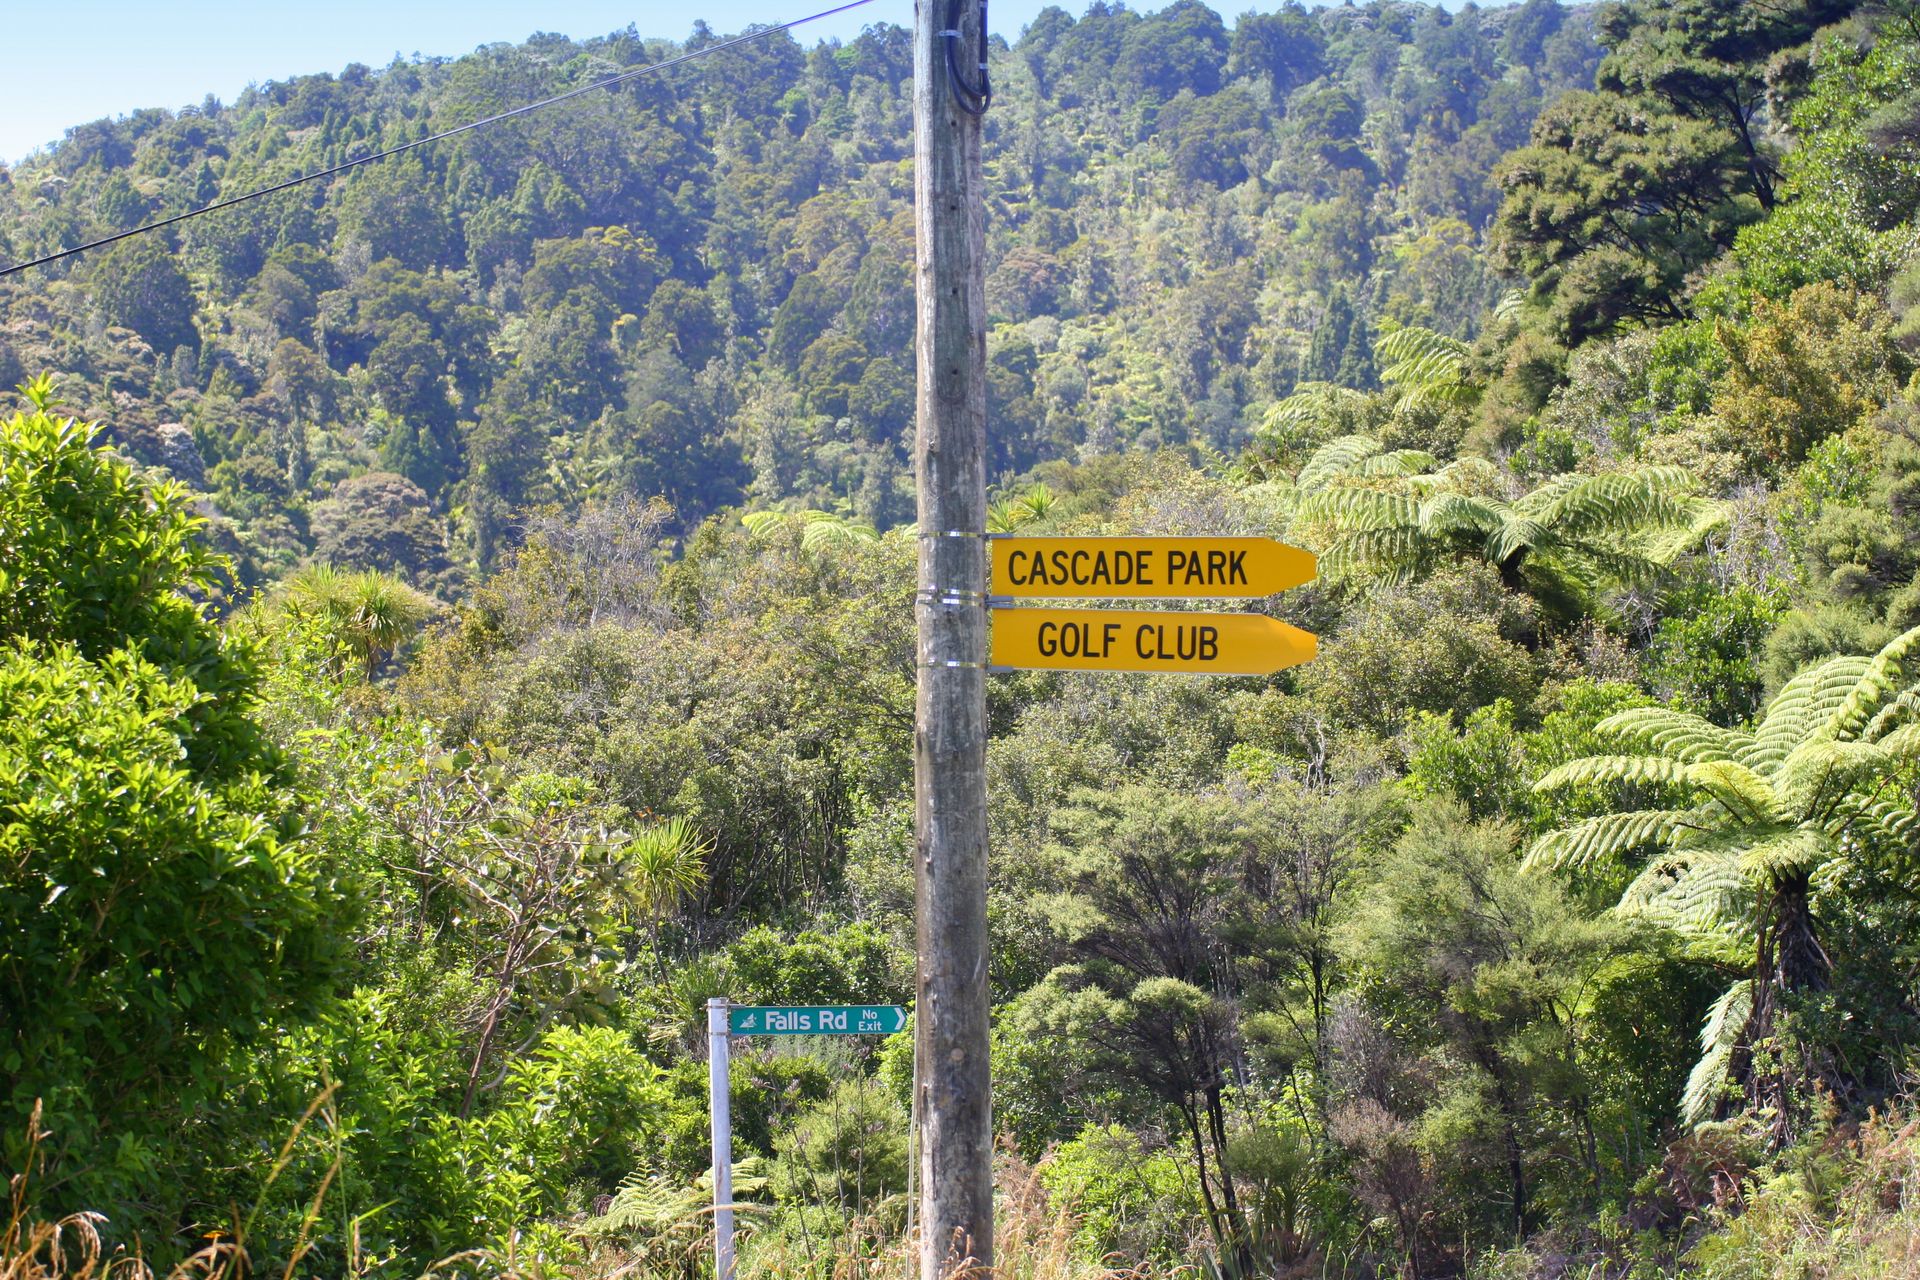 CASCADE PARK
GOLF CLUB
Falls Rd No Exit